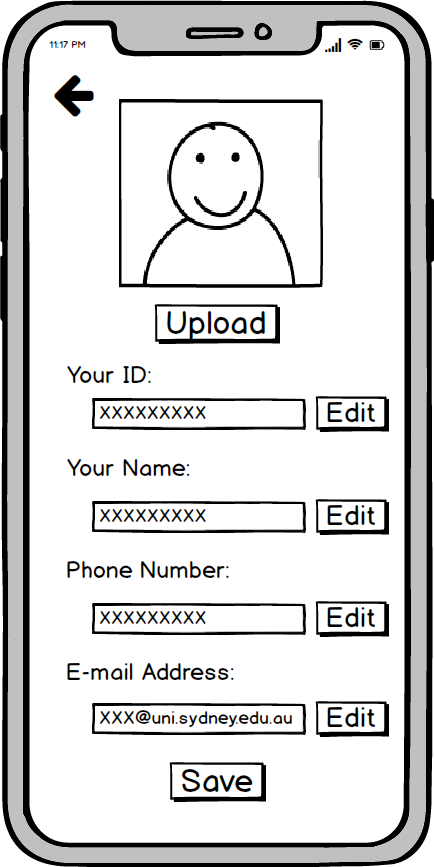 11:17 PM
Upload
Your ID:
XXXXXXXXX Edit
Your Name:
XXXXXXXXX Edit
Phone Number:
XXXXXXXXX Edit
E-mail Address:
XXX@uni.sydney.edu.au Edit
Save